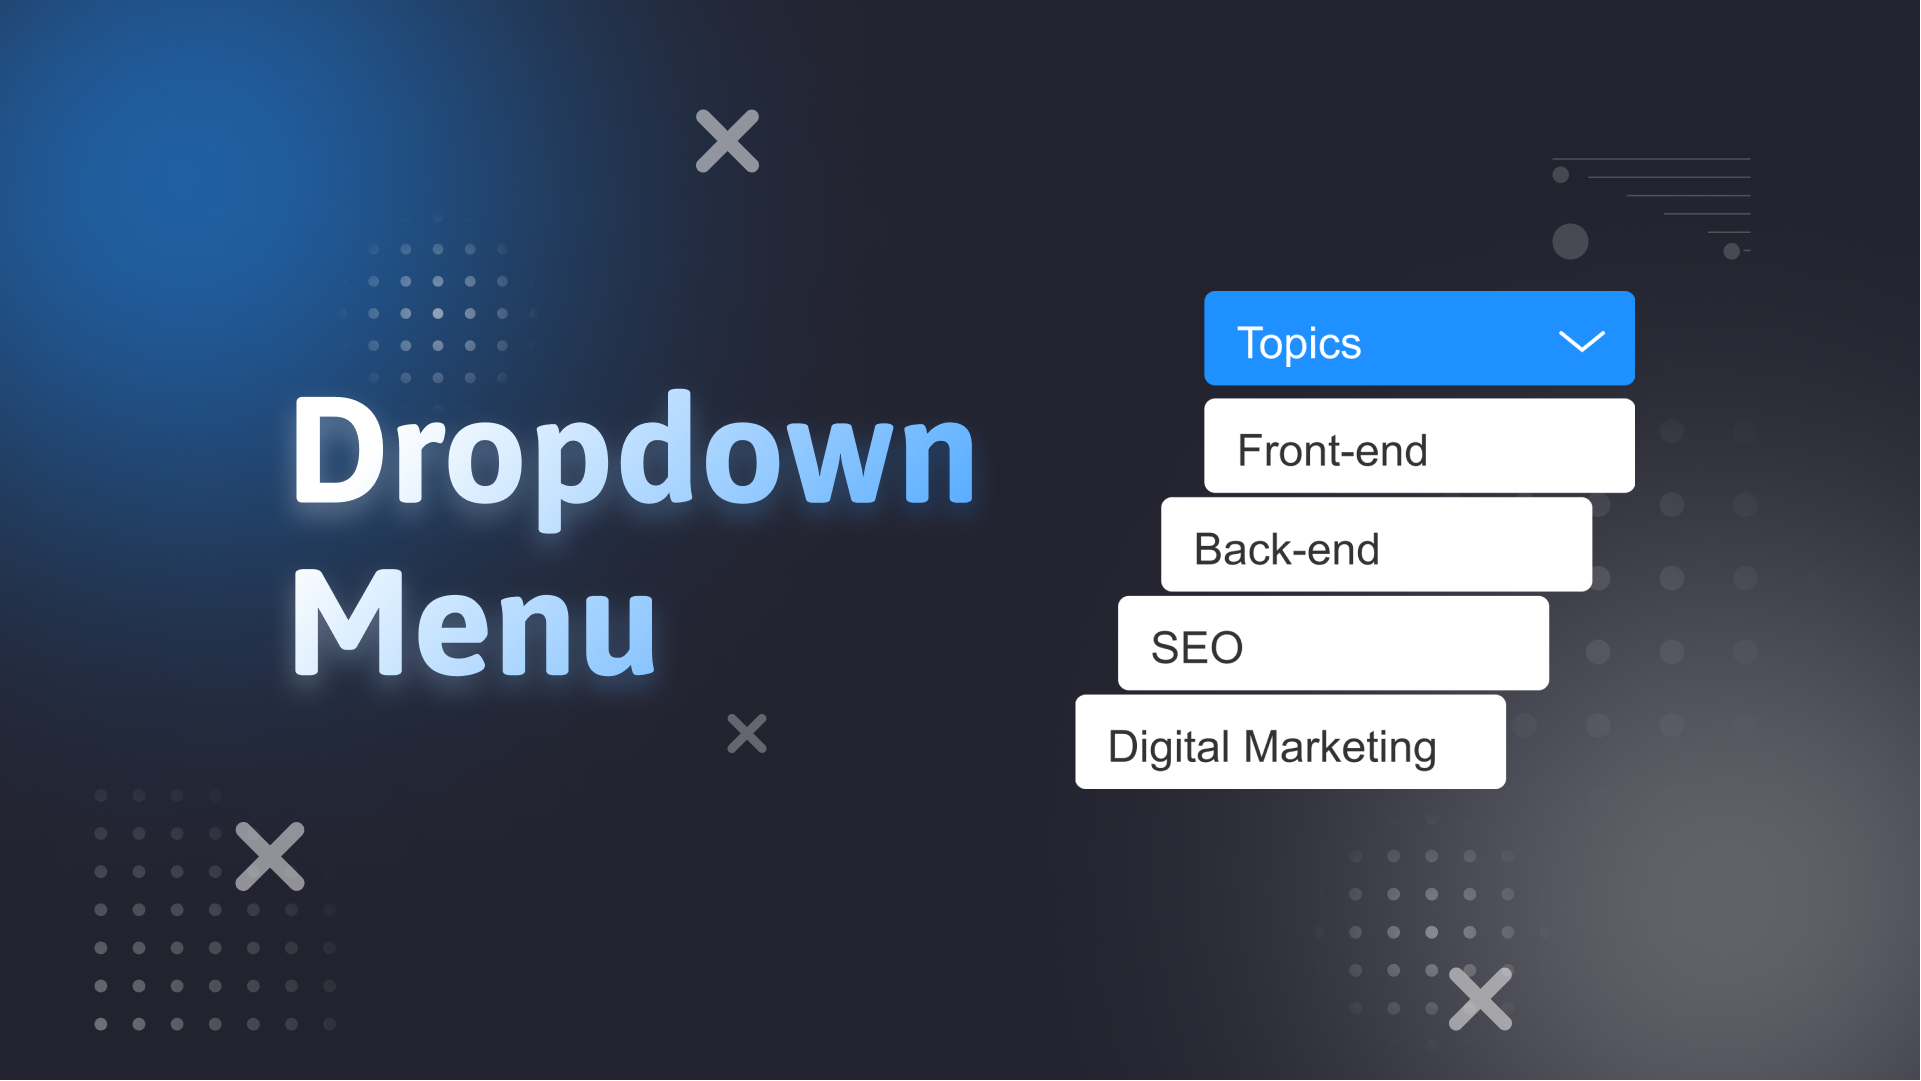 Dropdown
Menu
Topics
Front-end
Back-end
SEO
Digital Marketing